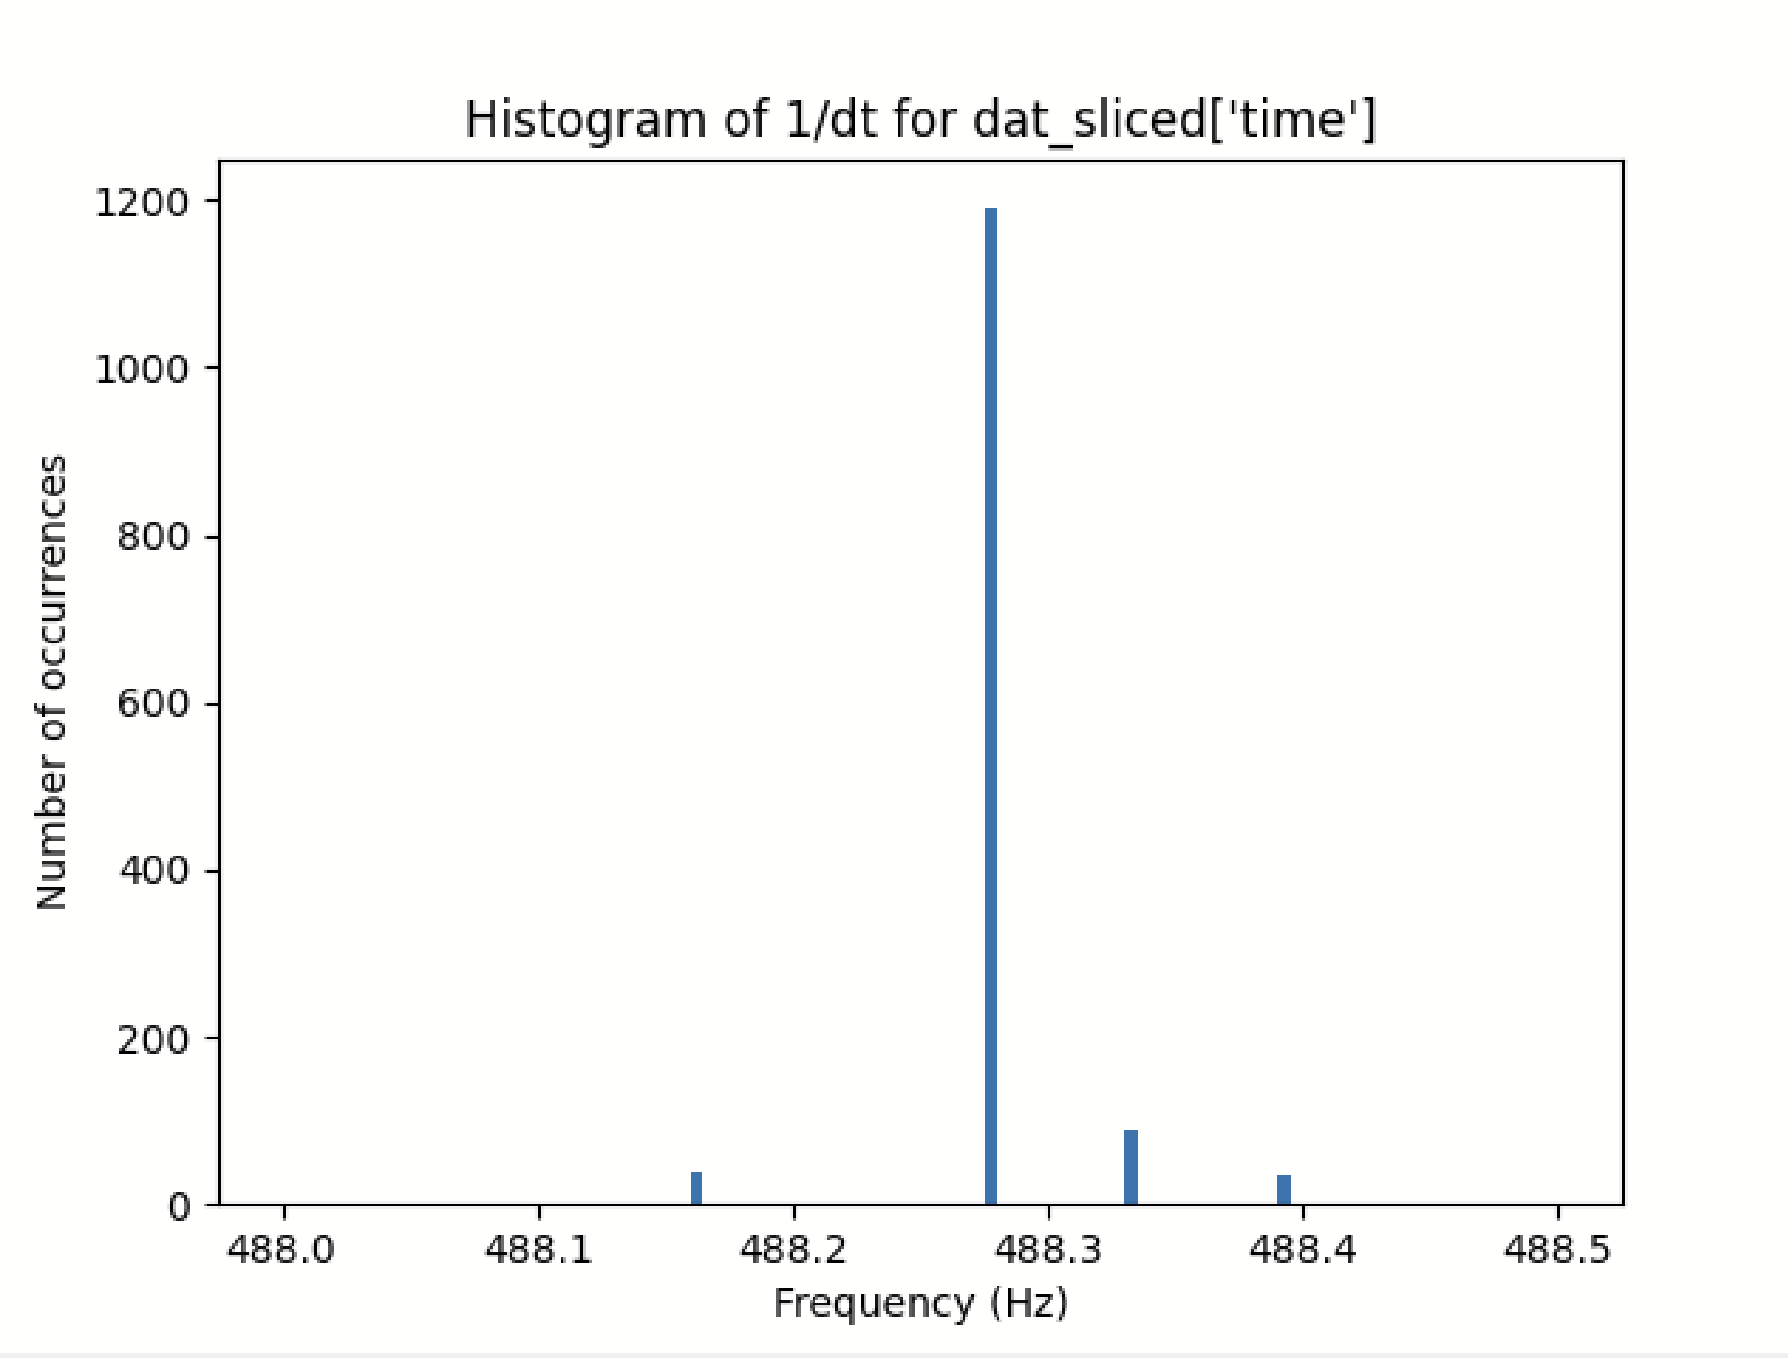 Histogram of 1/dt for dat_sliced['time']
1200
1000
800
600
400
200
0
Number of occurrences
488.0 488.1 488.2 488.3 488.4 488.5
Frequency (Hz)